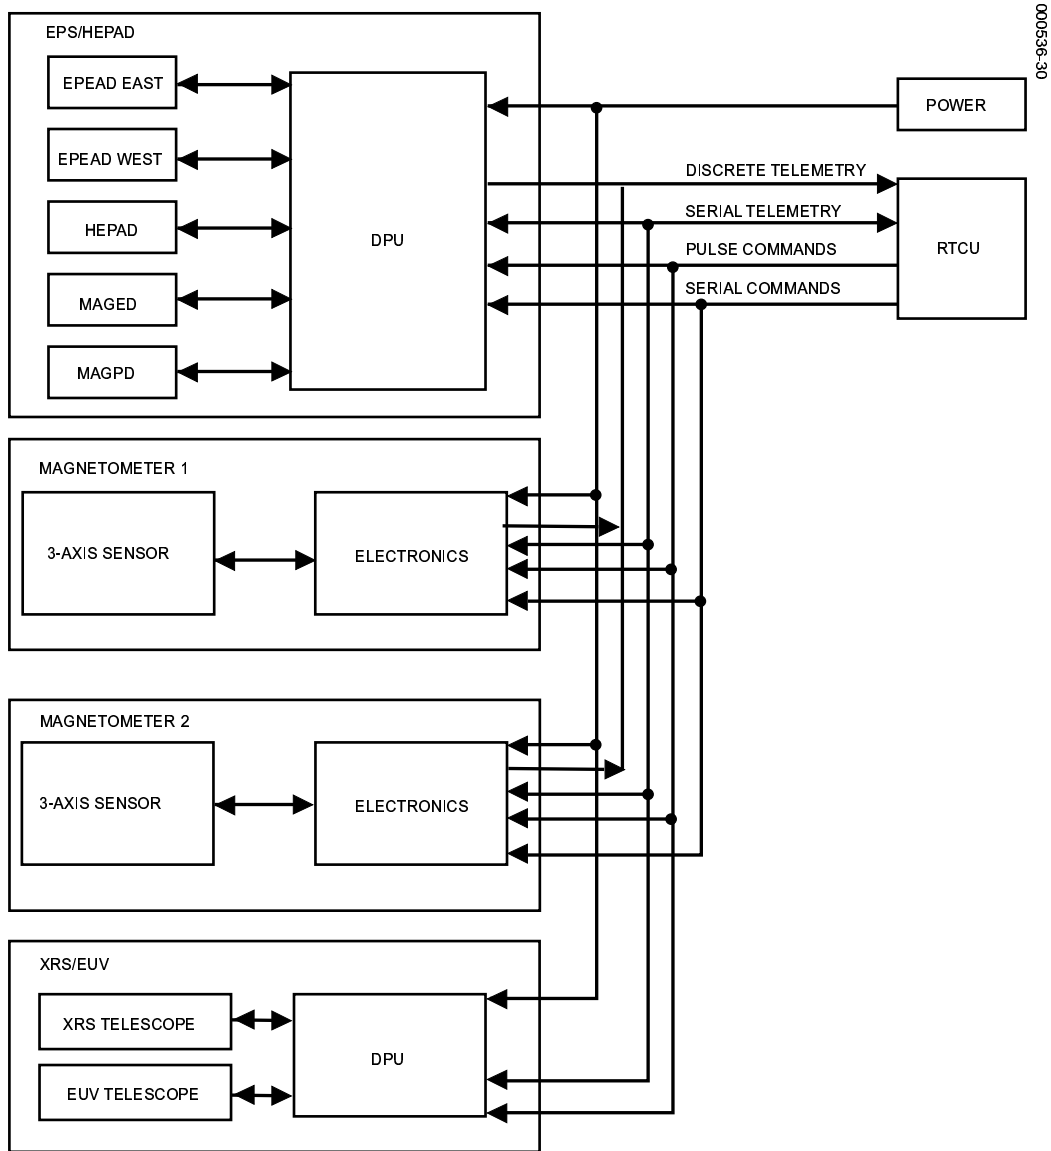 000536-30
EPS/HEPAD
EPEAD EAST
EPEAD WEST
HEPAD
MAGED
MAGPD
DPU
POWER
DISCRETE TELEMETRY
SERIAL TELEMETRY
PULSE COMMANDS
SERIAL COMMANDS
RTCU
MAGNETOMETER 1
3-AXIS SENSOR
ELECTRONICS
MAGNETOMETER 2
3-AXIS SENSOR
ELECTRONICS
XRS/EUV
XRS TELESCOPE
EUV TELESCOPE
DPU